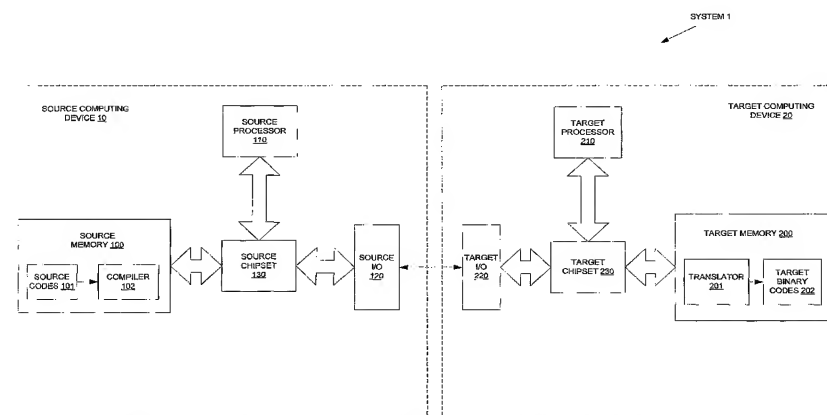 SYSTEM 1
SOURCE COMPUTING
DEVICE 10
TARGET COMPUTING
DEVICE 20
SOURCE
PROCESSOR
110
TARGET
PROCESSOR
210
SOURCE
MEMORY 100
SOURCE
CODES 101
COMPILER
102
SOURCE
CHIPSET
130
SOURCE
I/O
120
TARGET
I/O
220
TARGET
CHIPSET 230
TARGET MEMORY 200
TRANSLATOR
201
TARGET
BINARY
CODES 202